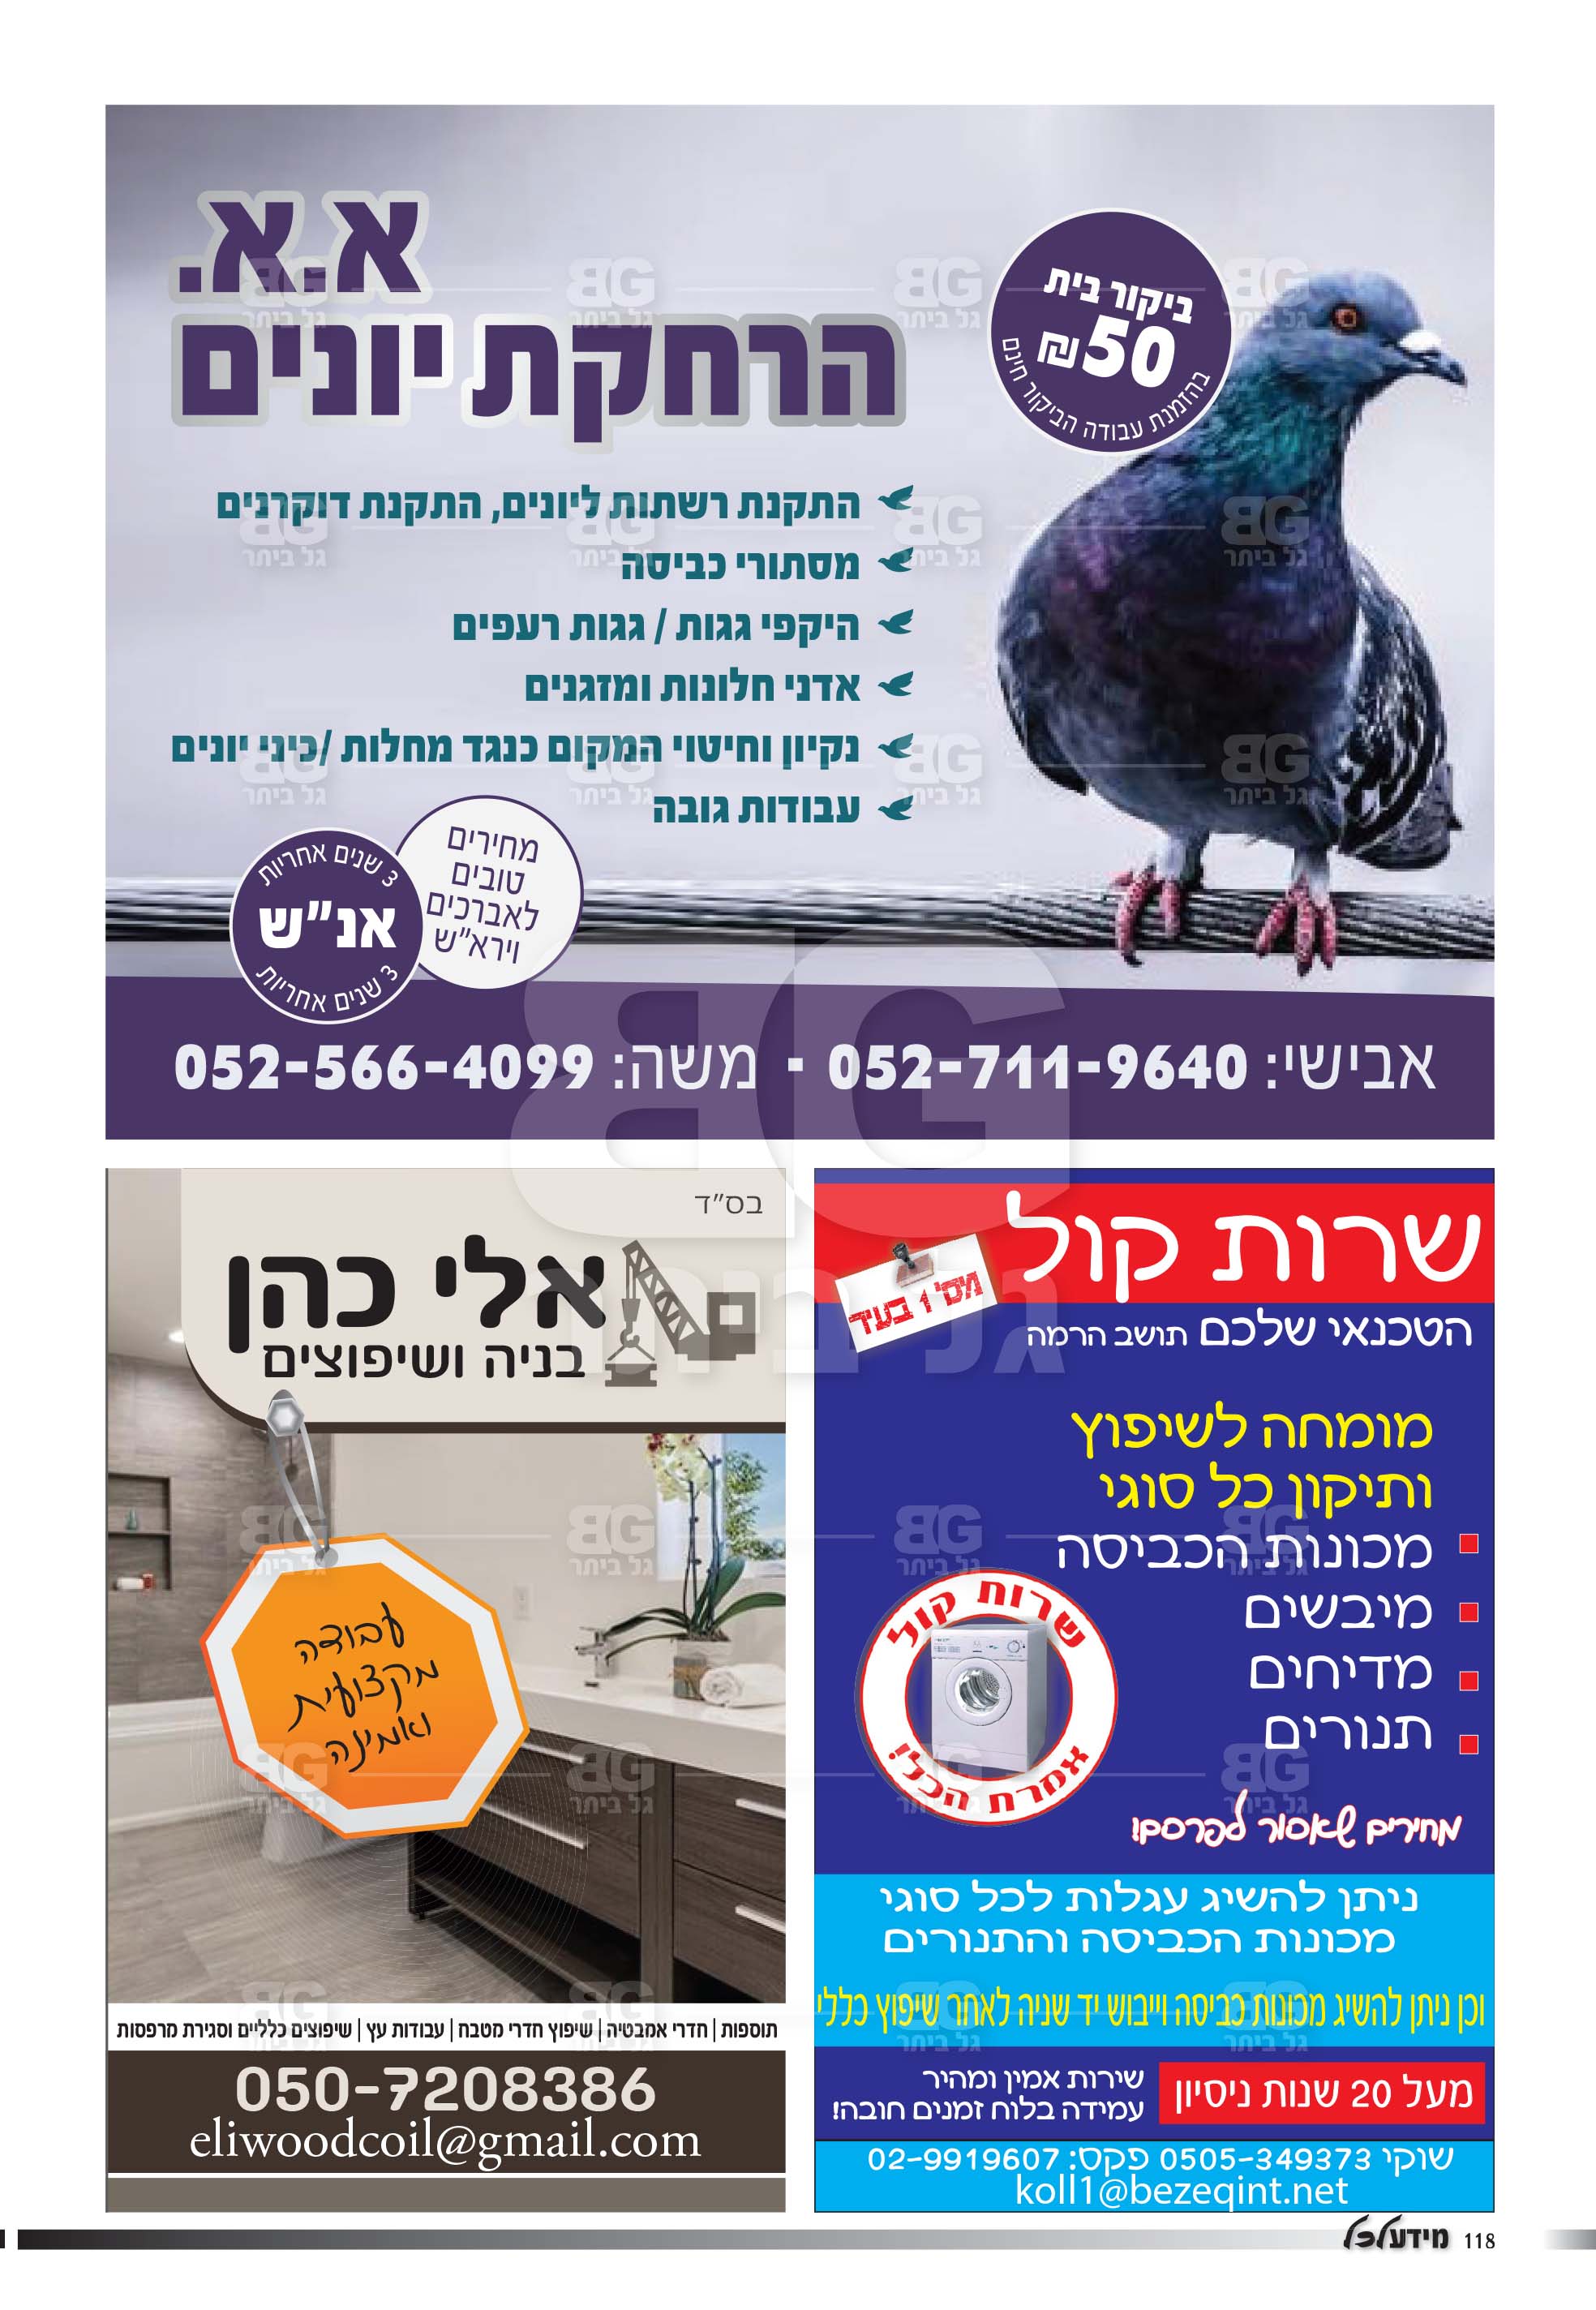 א.א.
הרחקת יונים
ביקור בית
50₪
בהזמנת עבודה הביקור חינם
התקנת רשתות ליונים, התקנת דוקרנים
מסתורי כביסה
היקפי גגות / גגות רעפים
אדני חלונות ומזגנים
נקיון וחיטוי המקום כנגד מחלות /כיני יונים
עבודות גובה
מחירים
טובים
לאברכים
וירא"ש
3 שנים אחריות
אנ"ש
3 שנים אחריות
אבישי: 052-711-9640 · משה: 052-566-4099
שרות קול
מס' 1 בעיר
הטכנאי שלכם תושב הרמה
מומחה לשיפוץ
ותיקון כל סוגי
מכונות הכביסה
מיבשים
מדיחים
תנורים
שרות קול
אמרת הכל!
מחירים שאסור לפרסם!
ניתן להשיג עגלות לכל סוגי
מכונות הכביסה והתנורים
וכן ניתן להשיג מכונות כביסה וייבוש יד שניה לאחר שיפוץ כללי
מעל 20 שנות ניסיון
שירות אמין ומהיר
עמידה בלוח זמנים חובה!
שוקי 0505-349373 פקס: 02-9919607
koll1@bezeqint.net
בס"ד
אלי כהן
בניה ושיפוצים
עבודה
מקצועית
ואמינה
תוספות | חדרי אמבטיה | שיפוץ חדרי מטבח | עבודות עץ | שיפוצים כלליים וסגירת מרפסות
050-7208386
eliwoodcoil@gmail.com
118 מידע לכל
BG
גל ביתר